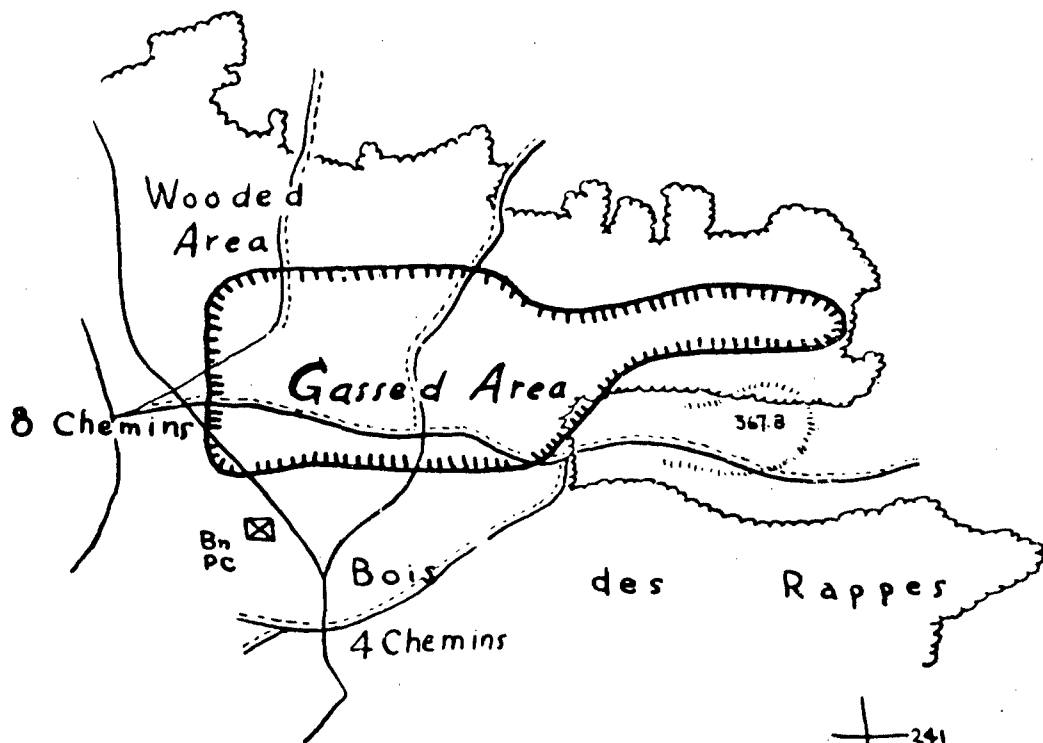 Wooded
Area
Gassed Area
8 Chemins
367.8
Bn
PC
Bois des Rappes
4 Chemins
241